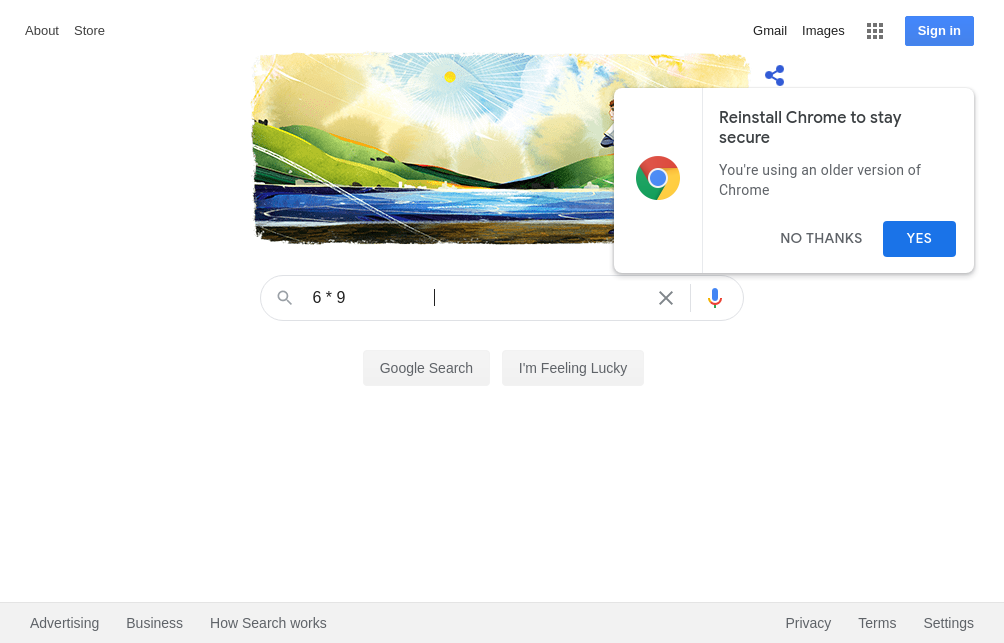 About Store Gmail Images Sign in
Reinstall Chrome to stay
secure
You're using an older version of
Chrome
NO THANKS YES
6 * 9
Google Search I'm Feeling Lucky
Advertising Business How Search works Privacy Terms Settings